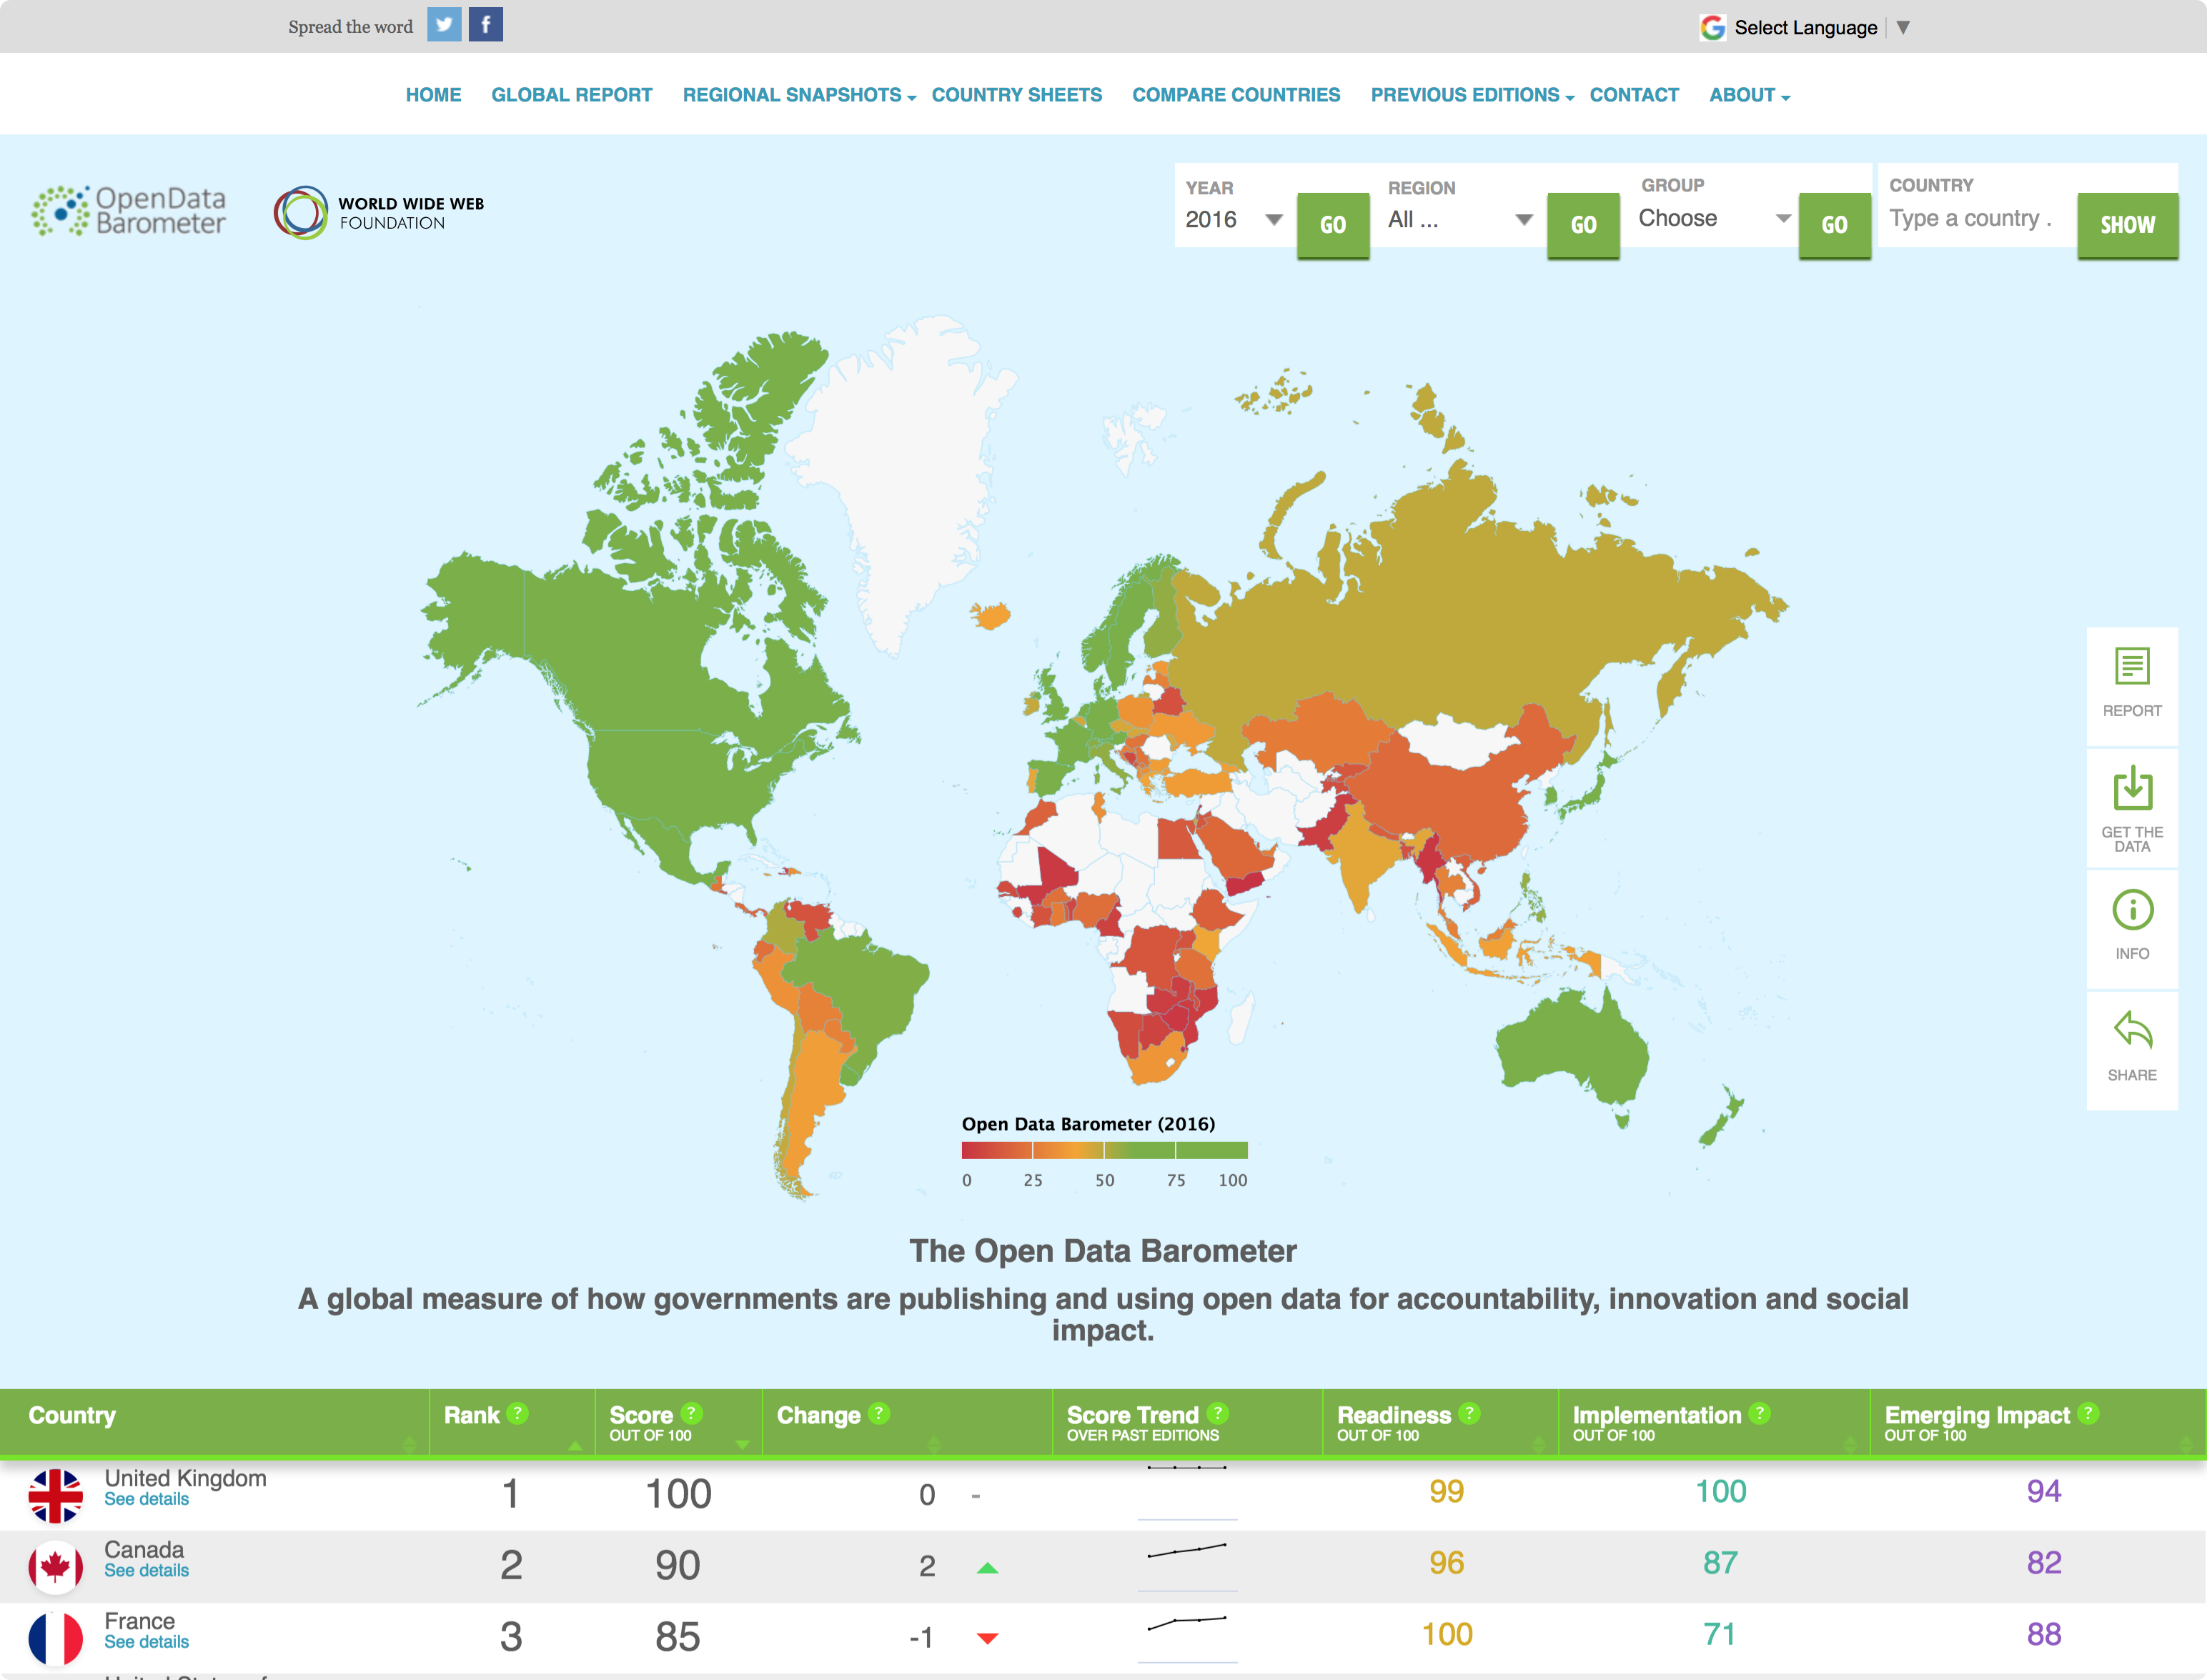 Spread the word
Select Language ▼
HOME GLOBAL REPORT REGIONAL SNAPSHOTS COUNTRY SHEETS COMPARE COUNTRIES PREVIOUS EDITIONS CONTACT ABOUT
OpenData
Barometer
WORLD WIDE WEB
FOUNDATION
YEAR
2016
GO
REGION
All ...
GO
GROUP
Choose
GO
COUNTRY
Type a country .
SHOW
REPORT
GET THE
DATA
INFO
SHARE
Open Data Barometer (2016)
0 25 50 75 100
The Open Data Barometer
A global measure of how governments are publishing and using open data for accountability, innovation and social
impact.
Country Rank ? Score ? Change ? Score Trend ? Readiness ? Implementation ? Emerging Impact ?
OUT OF 100 OVER PAST EDITIONS OUT OF 100 OUT OF 100 OUT OF 100
United Kingdom
See details
1 100 0 - 99 100 94
Canada
See details
2 90 2 96 87 82
France
See details
3 85 -1 100 71 88